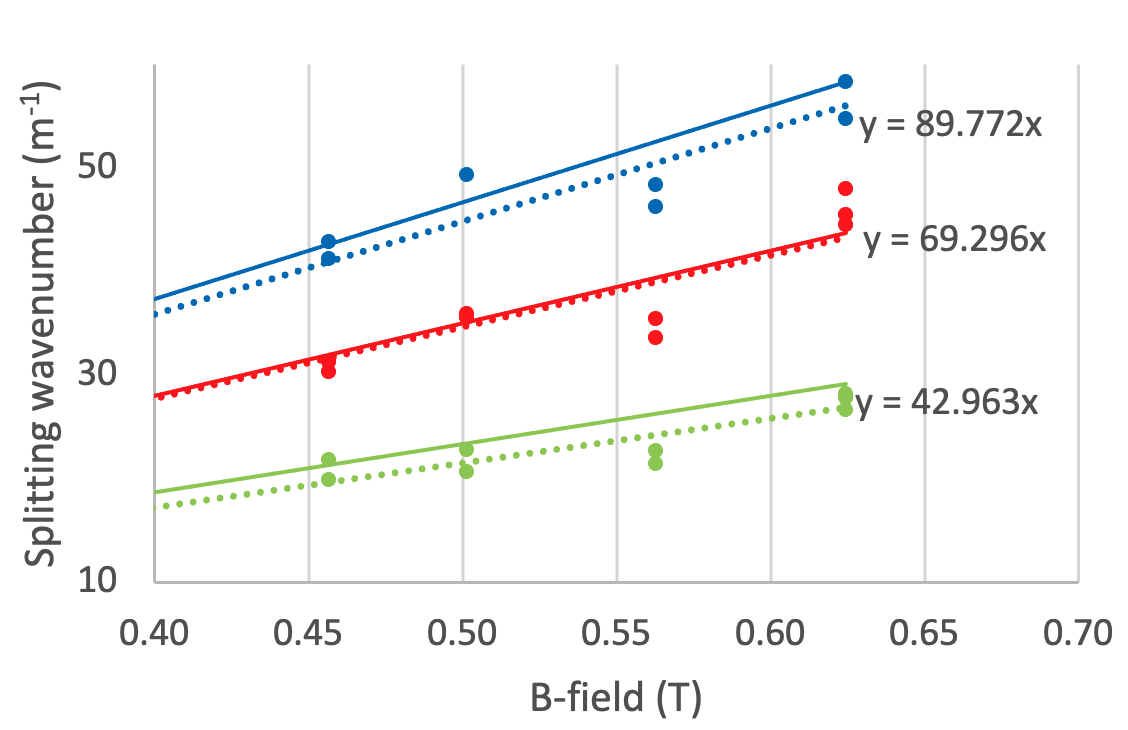 Splitting wavenumber (m⁻¹)
50
30
10
y = 89.772x
y = 69.296x
y = 42.963x
0.40 0.45 0.50 0.55 0.60 0.65 0.70
B-field (T)